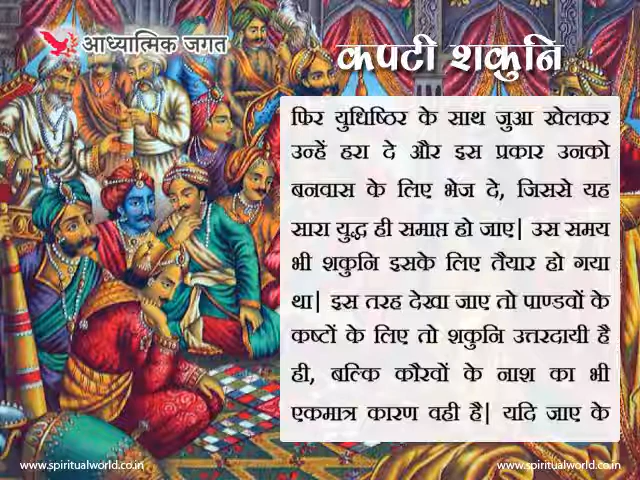 आध्यात्मिक जगत
कपटी शकुनि
फिर युधिष्ठिर के साथ जुआ खेलकर
उन्हें हरा दे और इस प्रकार उनको
बनवास के लिए भेज दे, जिससे यह
सारा युद्ध ही समाप्त हो जाए| उस समय
भी शकुनि इसके लिए तैयार हो गया
था| इस तरह देखा जाए तो पाण्डवों के
कष्टों के लिए तो शकुनि उत्तरदायी है
ही, बल्कि कौरवों के नाश का भी
एकमात्र कारण वही है| यदि जाए के
www.spiritualworld.co.in
www.spiritualworld.co.in